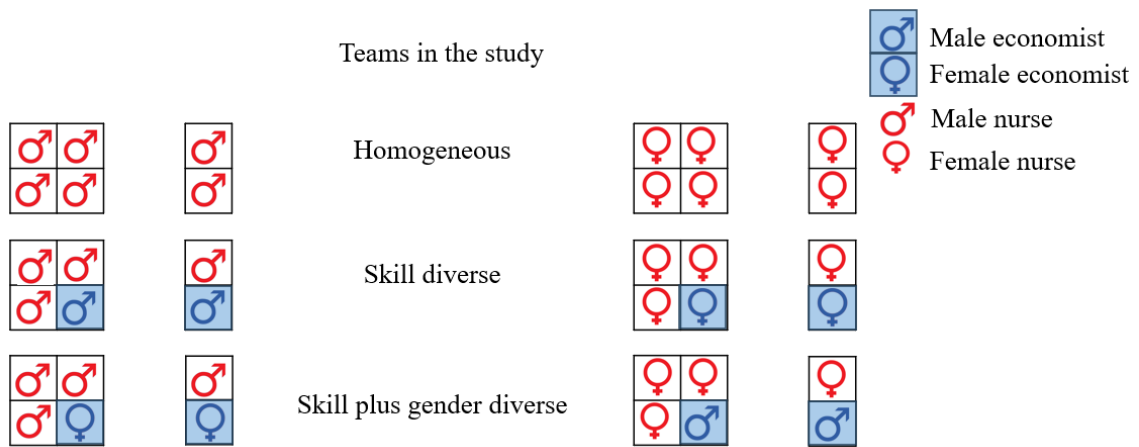 Teams in the study
Male economist
Female economist
Male nurse
Female nurse
Homogeneous
Skill diverse
Skill plus gender diverse